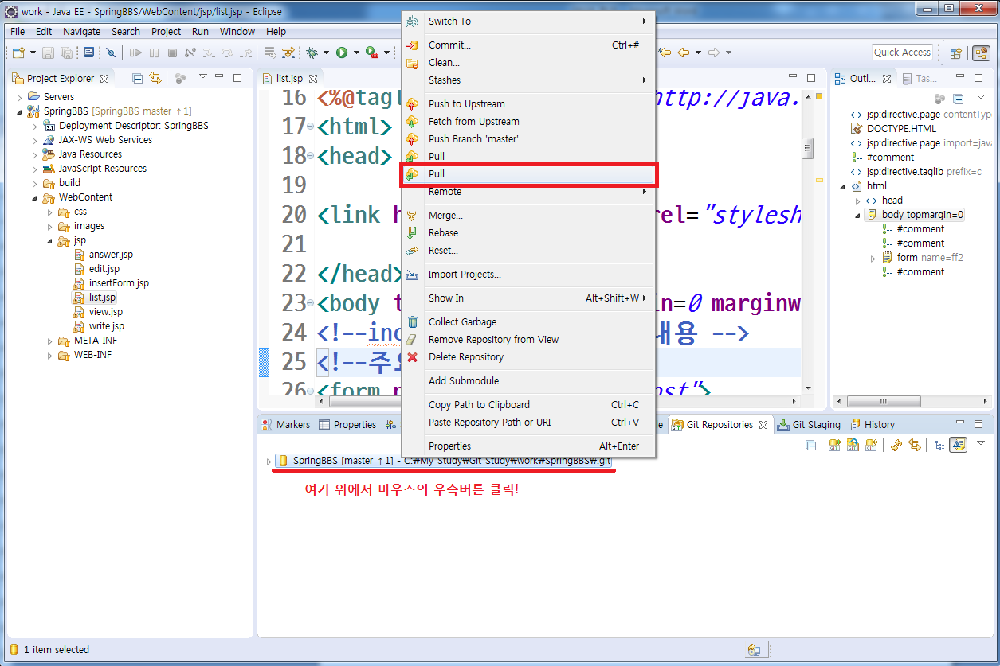 work - Java EE - SpringBBS/WebContent/jsp/list.jsp - Eclipse
File Edit Navigate Search Project Run Window Help
Quick Access
Project Explorer
Servers
SpringBBS [SpringBBS master ↑1]
Deployment Descriptor: SpringBBS
JAX-WS Web Services
Java Resources
JavaScript Resources
build
WebContent
css
images
jsp
answer.jsp
edit.jsp
insertForm.jsp
list.jsp
view.jsp
write.jsp
META-INF
WEB-INF
list.jsp
16 <%@tagl http://java.
17 <html>
18 <head>
19
20 <link h rel="stylesh
21
22 </head>
23 <body t in=0 marginw
24 <!--inc 내용 -->
25 <!--주요
26 <form n ost">
Switch To
Commit... Ctrl+#
Clean...
Stashes
Push to Upstream
Fetch from Upstream
Push Branch 'master'...
Pull
Pull...
Remote
Merge...
Rebase...
Reset...
Import Projects...
Show In Alt+Shift+W
Collect Garbage
Remove Repository from View
Delete Repository...
Add Submodule...
Copy Path to Clipboard Ctrl+C
Paste Repository Path or URI Ctrl+V
Properties Alt+Enter
Outl... Tas...
jsp:directive.page contentType
DOCTYPE:HTML
jsp:directive.page import=java
#comment
jsp:directive.taglib prefix=c
html
head
body topmargin=0
#comment
#comment
form name=ff2
#comment
Markers Properties le Git Repositories Git Staging History
SpringBBS [master ↑1] - C:₩My_Study₩Git_Study₩work₩SpringBBS₩.git
여기 위에서 마우스의 우측버튼 클릭!
1 item selected